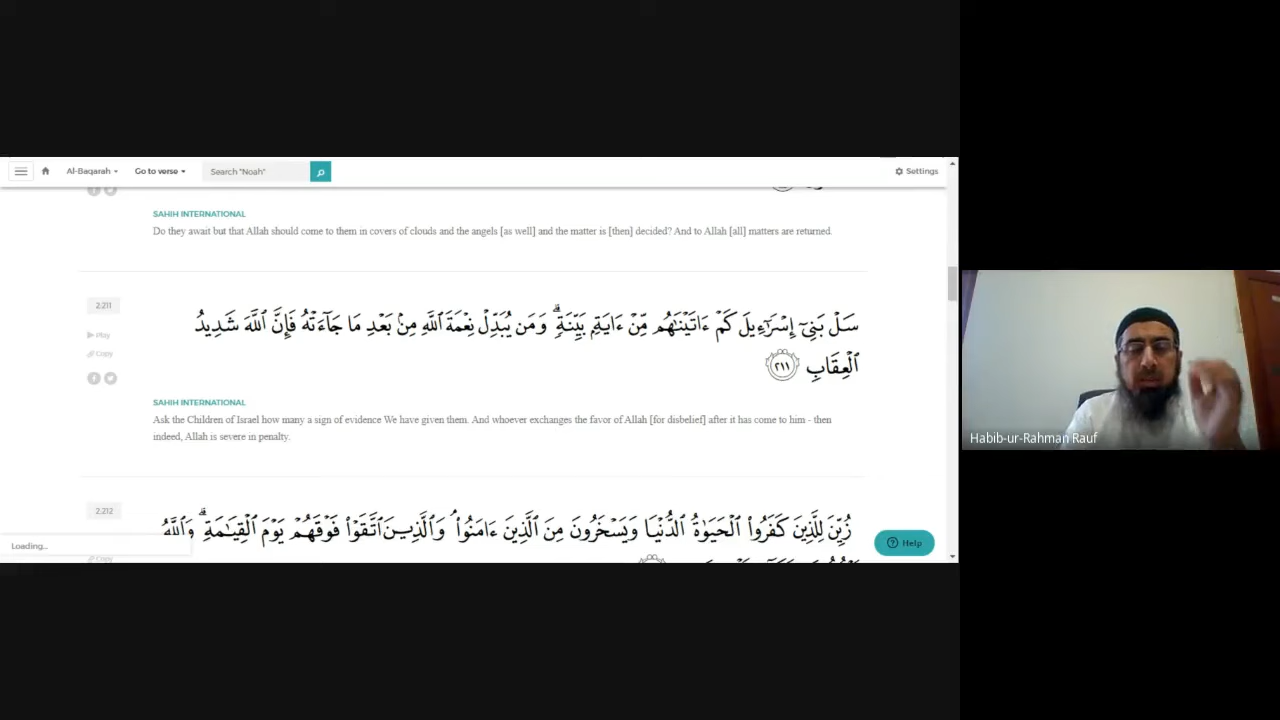 Al-Baqarah
Go to verse
Search "Noah"
Settings
SAHIH INTERNATIONAL
Do they await but that Allah should come to them in covers of clouds and the angels [as well] and the matter is [then] decided? And to Allah [all] matters are returned.
2:211
سَلْ بَنِىٓ إِسْرَٰٓءِيلَ كَمْ ءَاتَيْنَٰهُم مِّنْ ءَايَةٍۭ بَيِّنَةٍۢ ۗ وَمَن يُبَدِّلْ نِعْمَةَ ٱللَّهِ مِنۢ بَعْدِ مَا جَآءَتْهُ فَإِنَّ ٱللَّهَ شَدِيدُ
ٱلْعِقَابِ ٢١١
Play
Copy
SAHIH INTERNATIONAL
Ask the Children of Israel how many a sign of evidence We have given them. And whoever exchanges the favor of Allah [for disbelief] after it has come to him - then
indeed, Allah is severe in penalty.
2:212
زُيِّنَ لِلَّذِينَ كَفَرُوا۟ ٱلْحَيَوٰةُ ٱلدُّنْيَا وَيَسْخَرُونَ مِنَ ٱلَّذِينَ ءَامَنُوا۟ ۘ وَٱلَّذِينَ ٱتَّقَوْا۟ فَوْقَهُمْ يَوْمَ ٱلْقِيَٰمَةِ ۗ وَٱللَّهُ
Loading...
Copy
Help
Habib-ur-Rahman Rauf